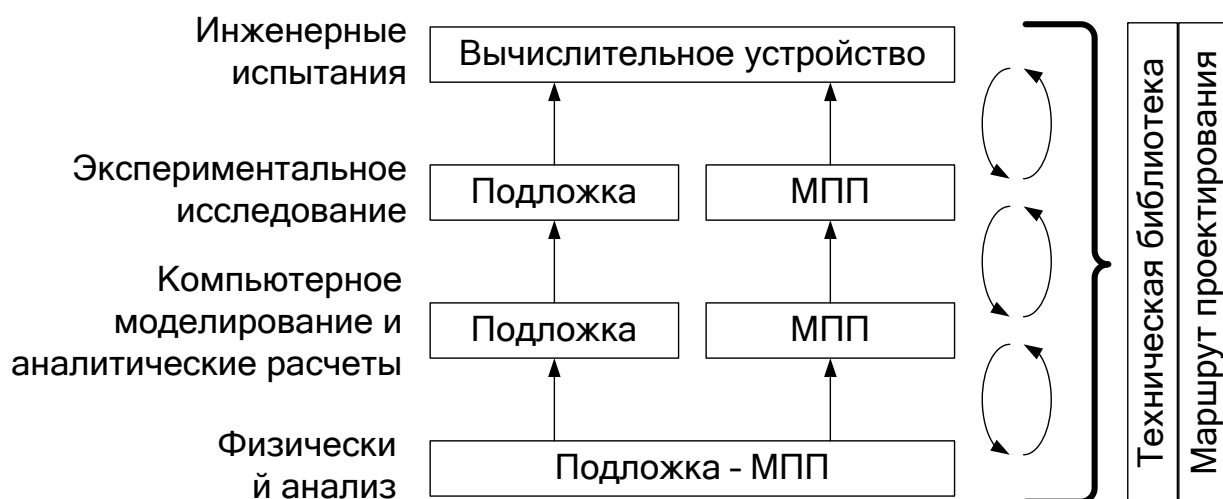 Инженерные
испытания
Вычислительное устройство
Экспериментальное
исследование
Подложка
МПП
Компьютерное
моделирование и
аналитические расчеты
Подложка
МПП
Физически
й анализ
Подложка - МПП
Техническая библиотека
Маршрут проектирования